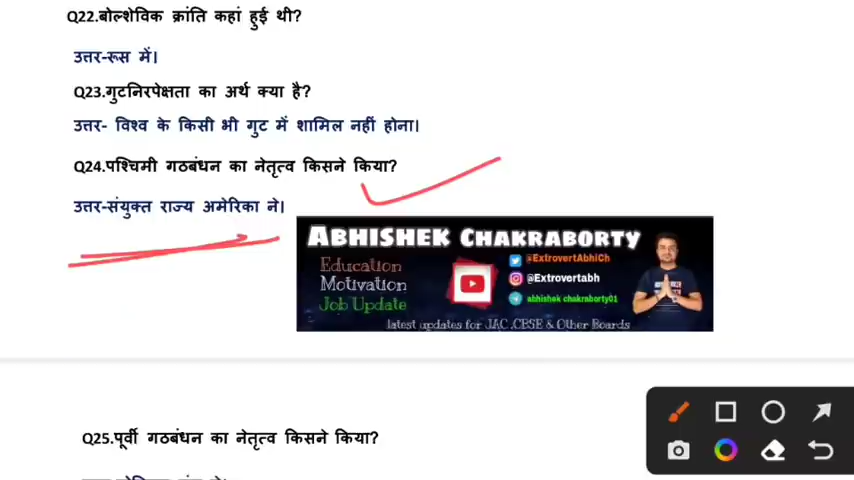 Q22.बोल्शेविक क्रांति कहां हुई थी?
उत्तर-रूस में।
Q23.गुटनिरपेक्षता का अर्थ क्या है?
उत्तर- विश्व के किसी भी गुट में शामिल नहीं होना।
Q24.पश्चिमी गठबंधन का नेतृत्व किसने किया?
उत्तर-संयुक्त राज्य अमेरिका ने।
ABHISHEK CHAKRABORTY
Education
Motivation
Job Update
@ExtrovertAbhiCh
@Extrovertabh
abhishek chakraborty01
latest updates for JAC ,CBSE & Other Boards
Q25.पूर्वी गठबंधन का नेतृत्व किसने किया?